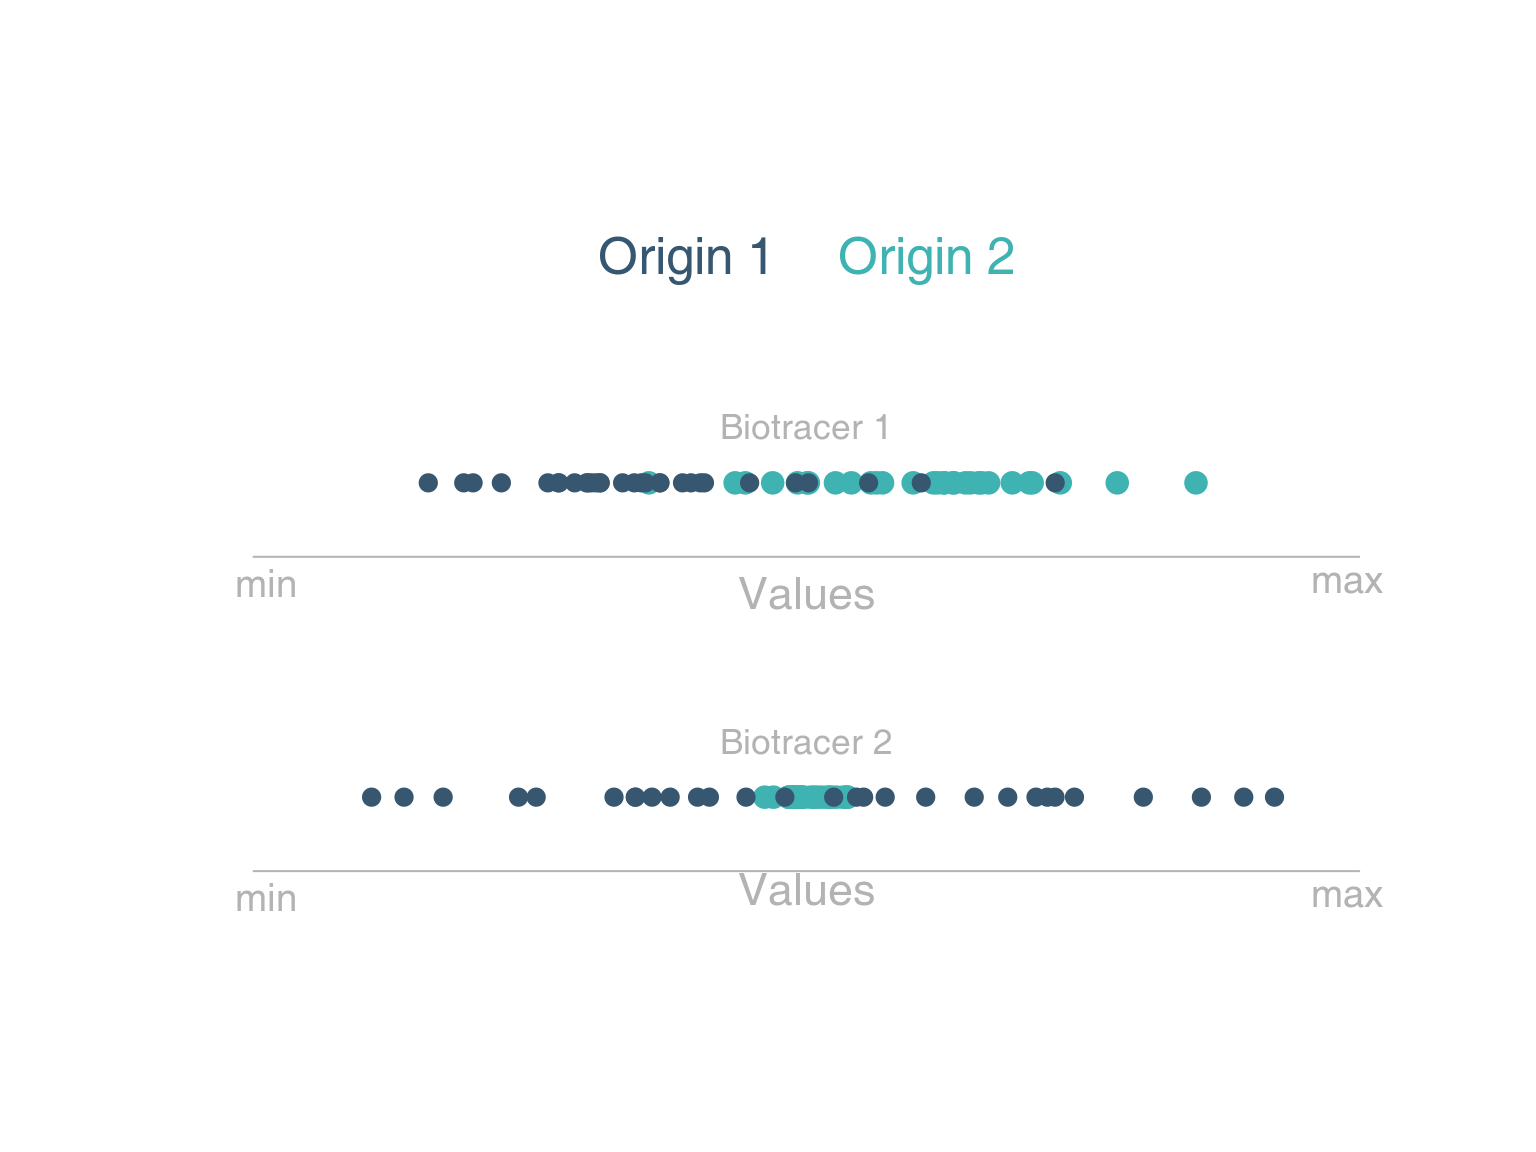 Origin 1 Origin 2
Biotracer 1
min Values max
Biotracer 2
min Values max